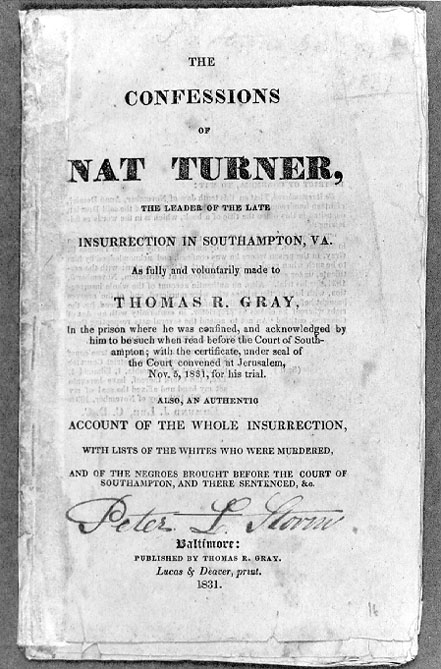 THE
CONFESSIONS
OF
NAT TURNER,
THE LEADER OF THE LATE
INSURRECTION IN SOUTHAMPTON, VA.
As fully and voluntarily made to
THOMAS R. GRAY,
In the prison where he was confined, and acknowledged by
him to be such when read before the Court of South-
ampton; with the certificate, under seal of
the Court convened at Jerusalem,
Nov. 5, 1831, for his trial.
ALSO, AN AUTHENTIC
ACCOUNT OF THE WHOLE INSURRECTION,
WITH LISTS OF THE WHITES WHO WERE MURDERED,
AND OF THE NEGROES BROUGHT BEFORE THE COURT OF
SOUTHAMPTON, AND THERE SENTENCED, &c.
Peter L. Storm
Baltimore:
PUBLISHED BY THOMAS R. GRAY.
Lucas & Deaver, print.
1831.
16